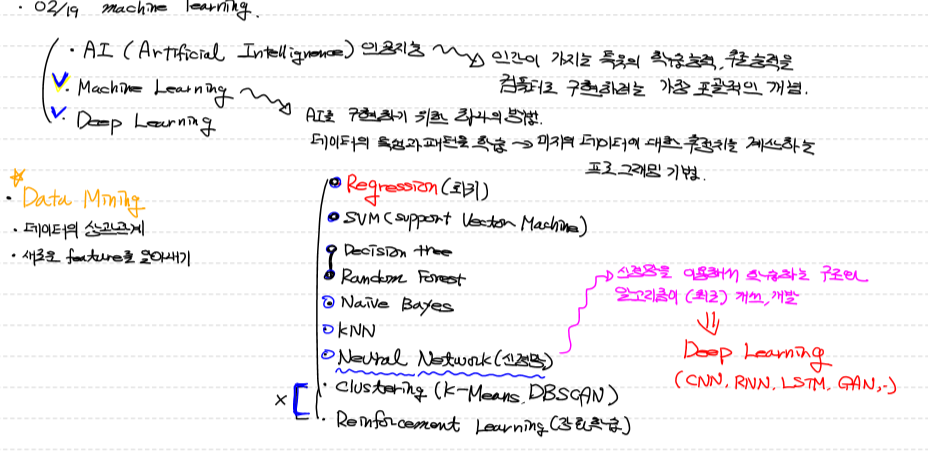 · 02/19 machine learning.
· AI (Artificial Intelligence) 인공지능
인간이 가지는 특유의 학습능력, 추론능력을
컴퓨터로 구현하려는 가장 포괄적인 개념.
✓· Machine Learning
✓· Deep Learning
AI를 구현하기 위한 하나의 방법.
데이터의 특성과 패턴을 학습 → 미지의 데이터에 대한 추정치를 계산하는
프로그래밍 기법.
☆
· Data Mining
· 데이터의 상관관계
· 새로운 feature를 알아내기
Regression (회귀)
SVM (Support Vector Machine)
Decision tree
Random Forest
Naive Bayes
KNN
Neural Network (신경망)
신경망을 이용해서 학습하는 구조의
알고리즘이 (최근) 개선, 개발
⇓
Deep Learning
(CNN, RNN, LSTM, GAN, -)
× [ · Clustering (K-Means, DBSCAN)
· Reinforcement Learning (강화학습)